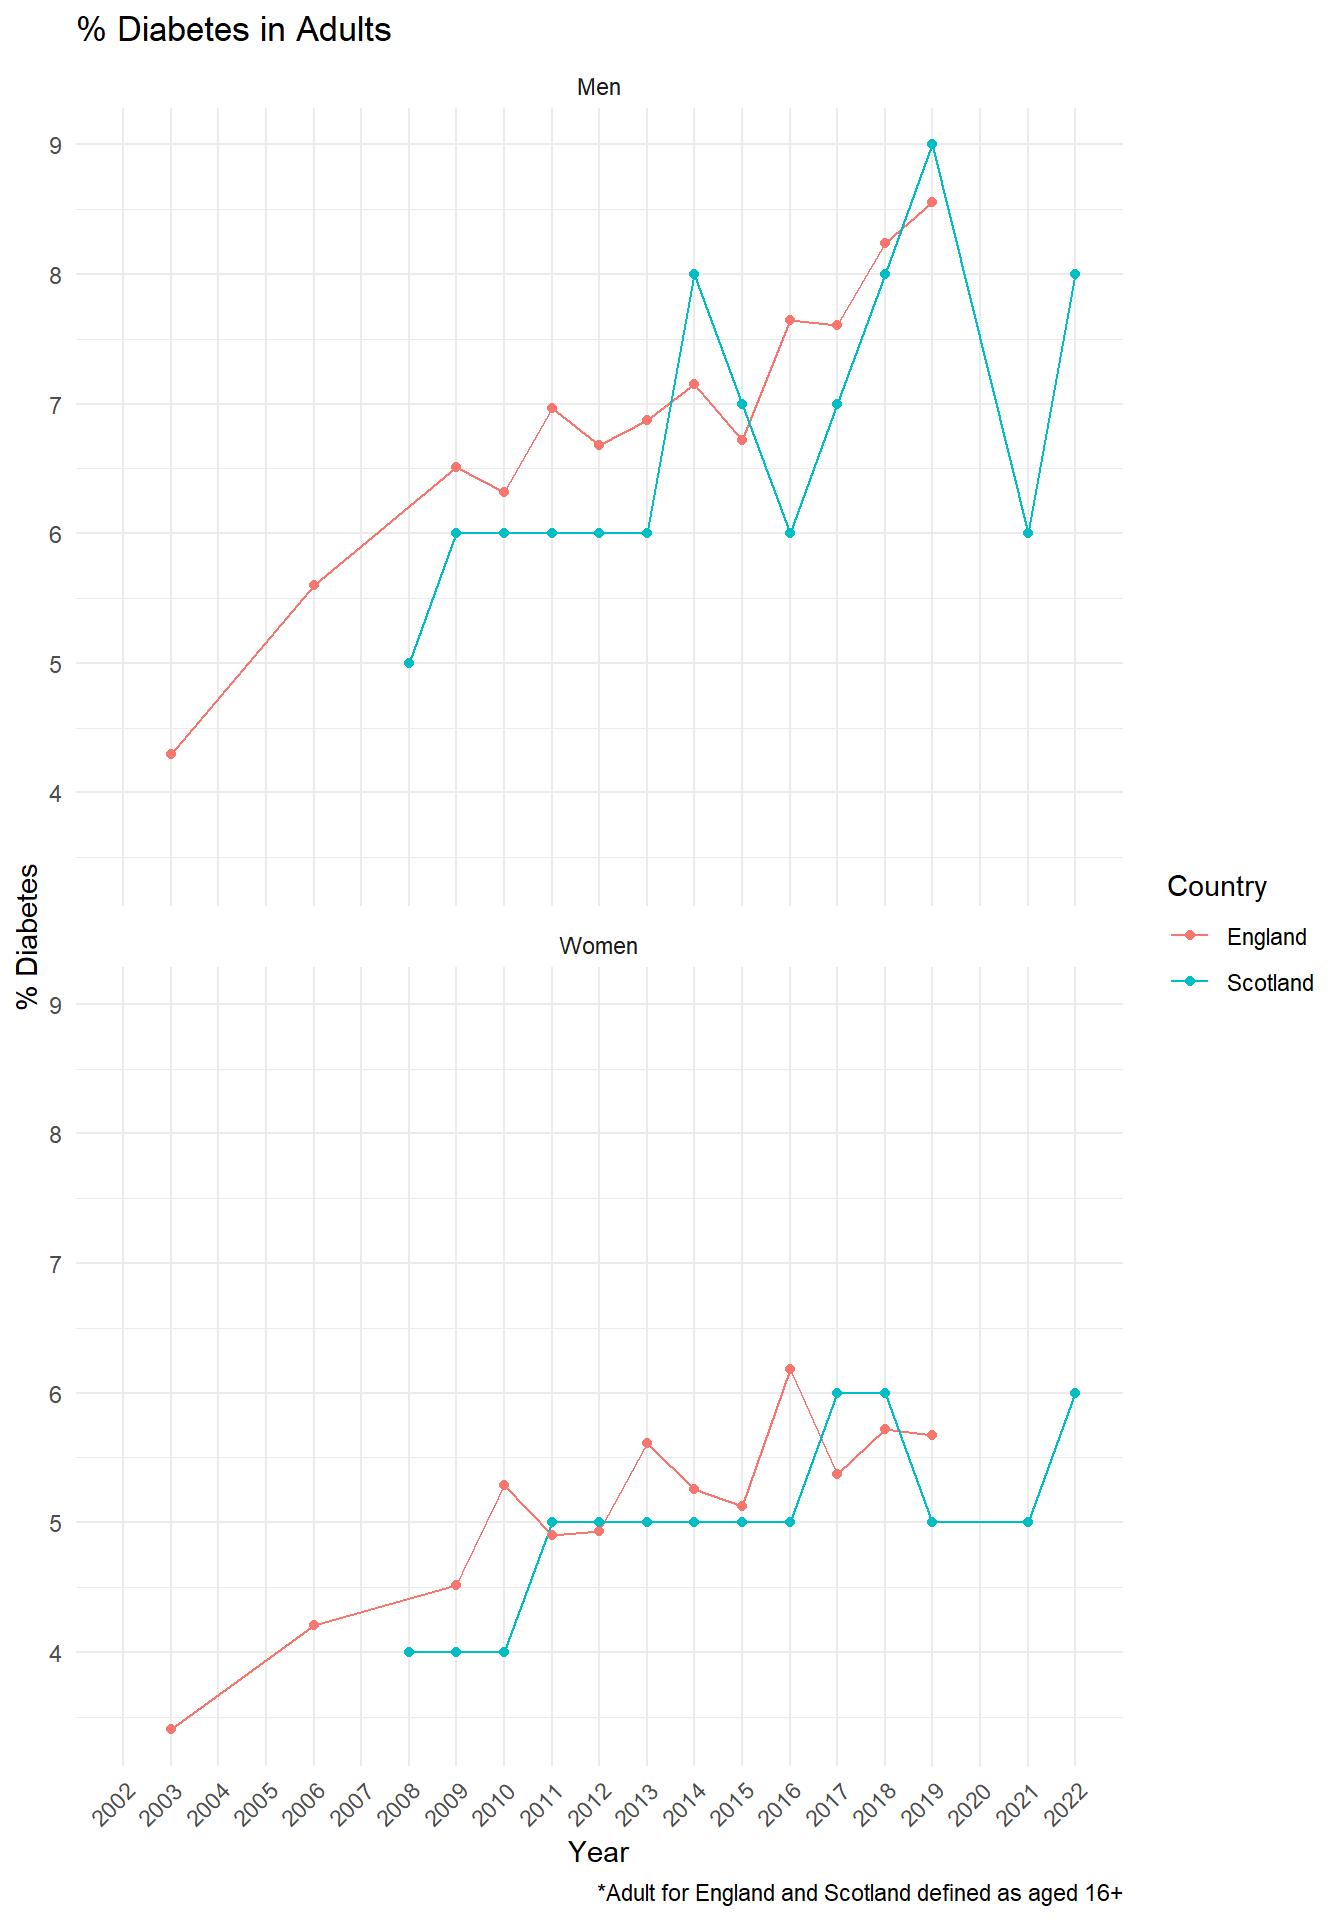 % Diabetes in Adults
Men
9
8
7
6
5
4
% Diabetes
Women
9
8
7
6
5
4
2002 2003 2004 2005 2006 2007 2008 2009 2010 2011 2012 2013 2014 2015 2016 2017 2018 2019 2020 2021 2022
Year
*Adult for England and Scotland defined as aged 16+
Country
England
Scotland